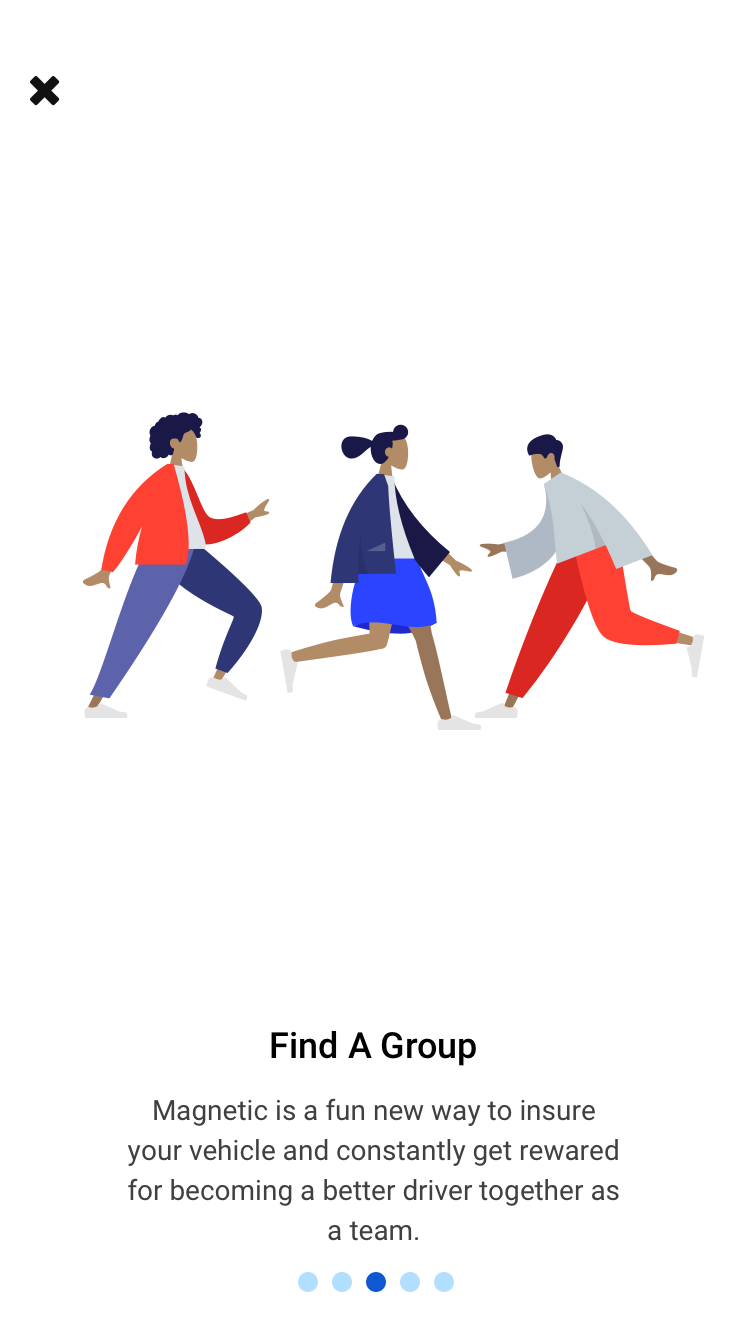 Find A Group
Magnetic is a fun new way to insure
your vehicle and constantly get rewared
for becoming a better driver together as
a team.